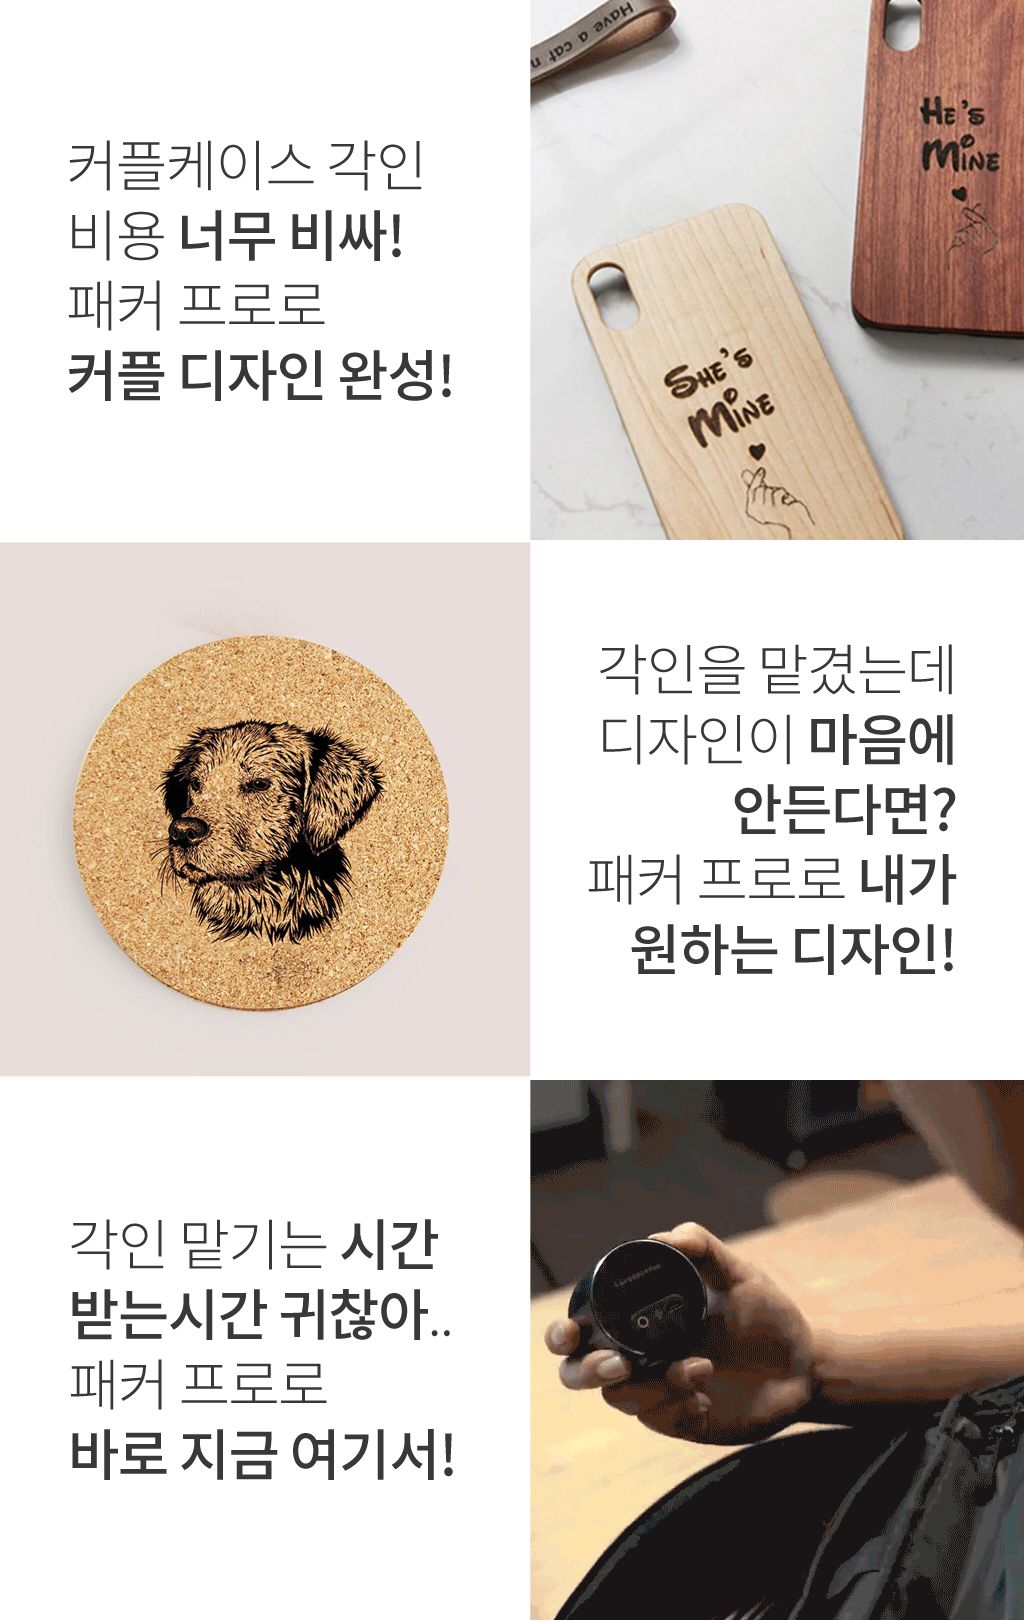 커플케이스 각인
비용 너무 비싸!
패커 프로로
커플 디자인 완성!
Have a cat n
HE'S
MINE
SHE'S
MINE
각인을 맡겼는데
디자인이 마음에
안든다면?
패커 프로로 내가
원하는 디자인!
각인 맡기는 시간
받는시간 귀찮아..
패커 프로로
바로 지금 여기서!